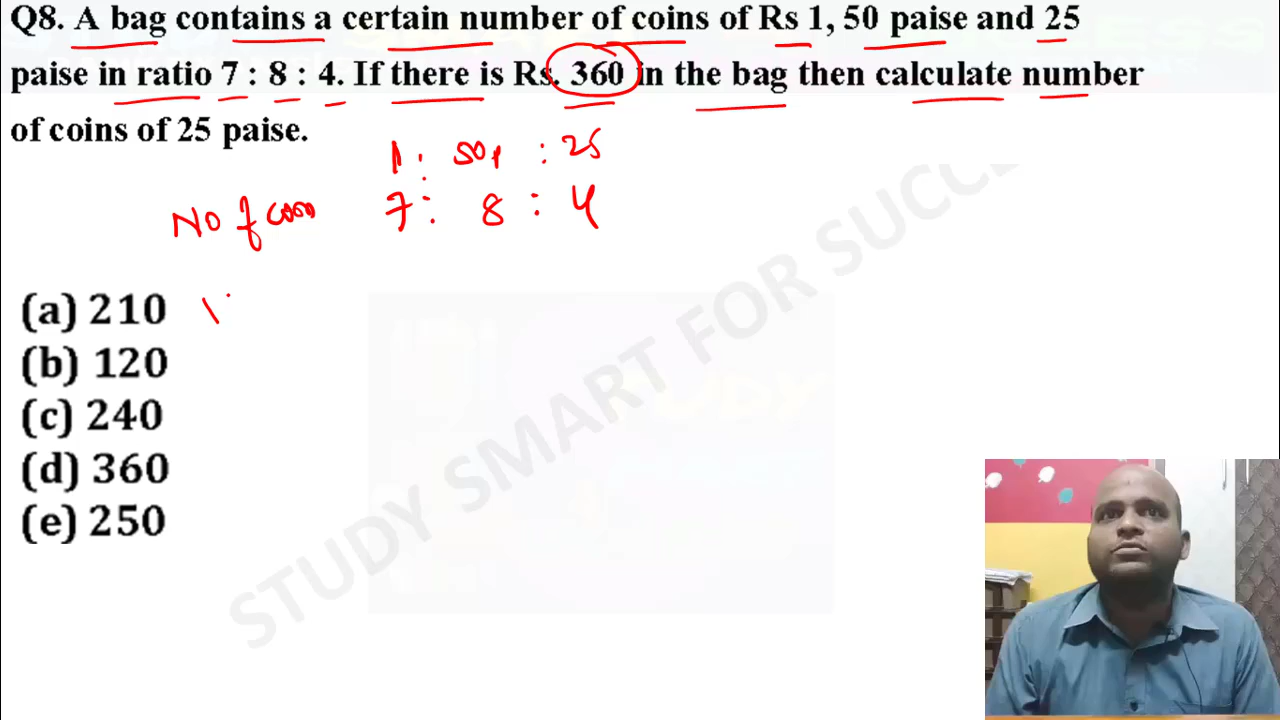 Q8. A bag contains a certain number of coins of Rs 1, 50 paise and 25
paise in ratio 7 : 8 : 4. If there is Rs. 360 in the bag then calculate number
of coins of 25 paise.
1 : 50p : 25
No of coin 7 : 8 : 4
(a) 210
(b) 120
(c) 240
(d) 360
(e) 250
STUDY SMART FOR SUCCE